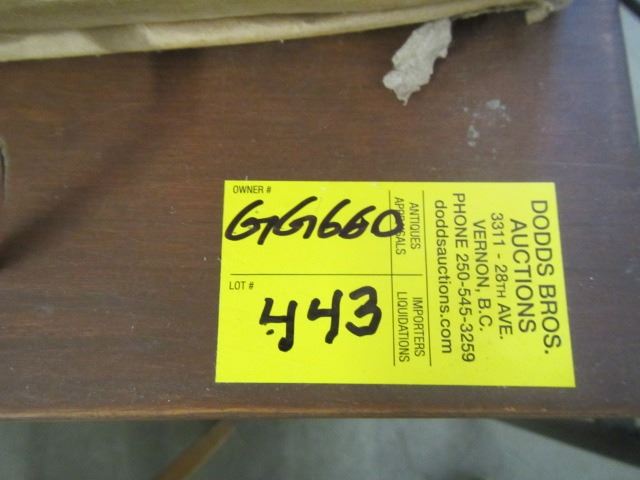 OWNER #
GG660
LOT #
443
ANTIQUES
APPRAISALS
IMPORTERS
LIQUIDATIONS
DODDS BROS.
AUCTIONS
3311 - 28TH AVE.
VERNON, B.C.
PHONE 250-545-3259
doddsauctions.com